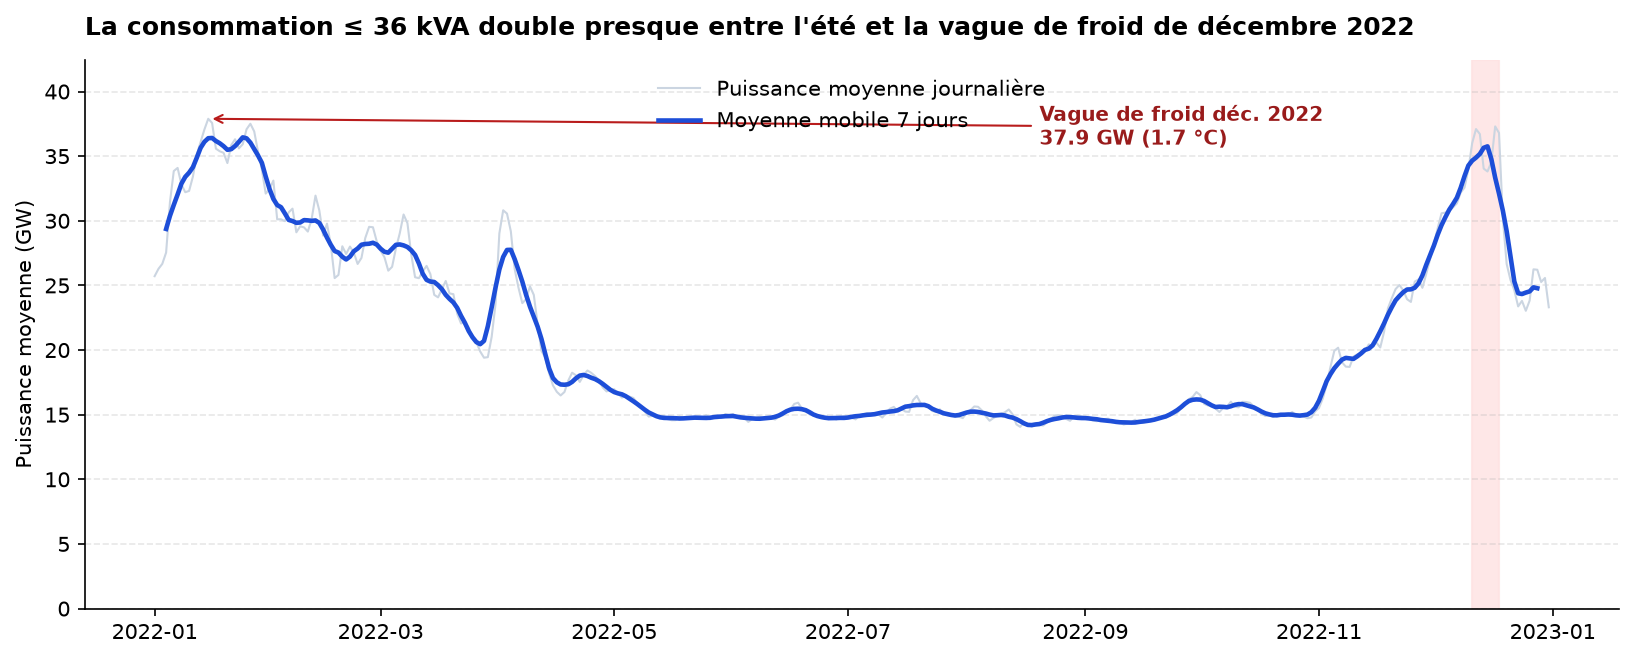 La consommation ≤ 36 kVA double presque entre l'été et la vague de froid de décembre 2022
Puissance moyenne journalière
Moyenne mobile 7 jours
Vague de froid déc. 2022
37.9 GW (1.7 °C)
Puissance moyenne (GW)
40
35
30
25
20
15
10
5
0
2022-01
2022-03
2022-05
2022-07
2022-09
2022-11
2023-01